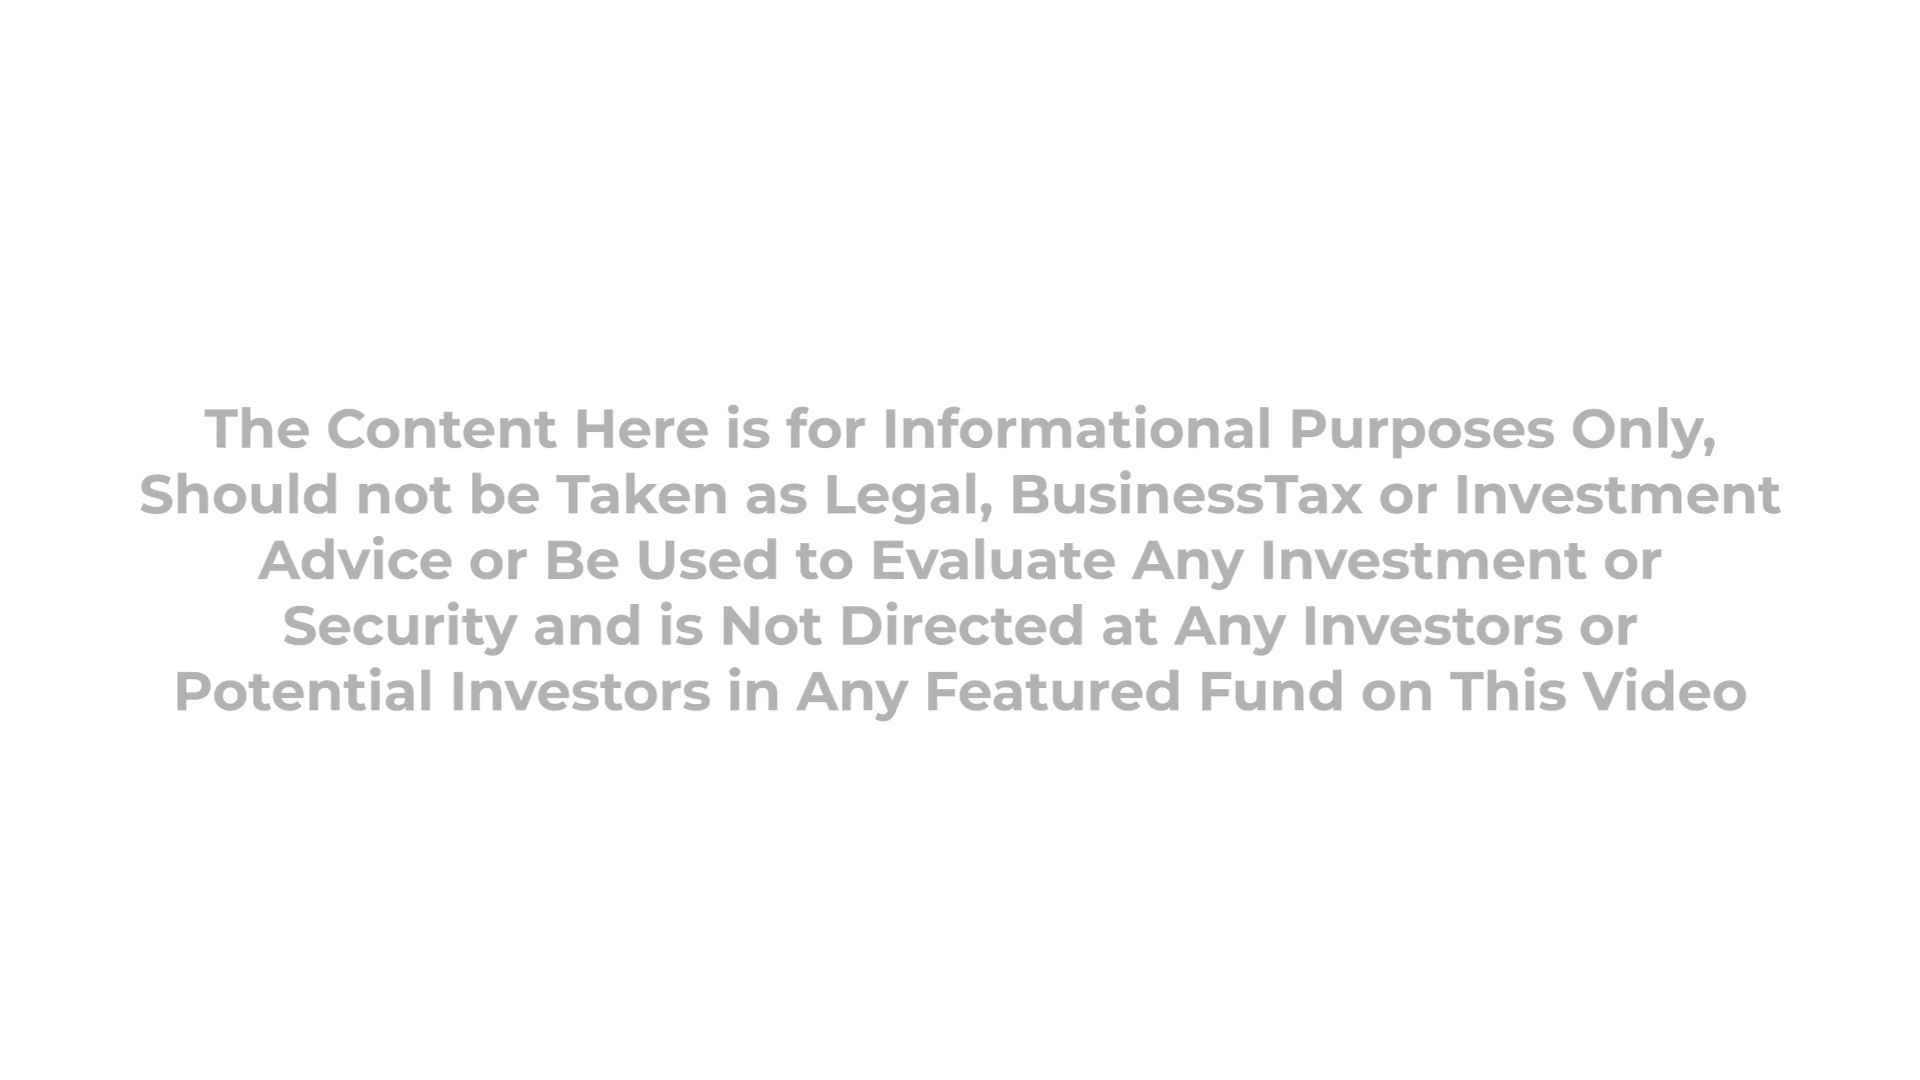 The Content Here is for Informational Purposes Only,
Should not be Taken as Legal, BusinessTax or Investment
Advice or Be Used to Evaluate Any Investment or
Security and is Not Directed at Any Investors or
Potential Investors in Any Featured Fund on This Video